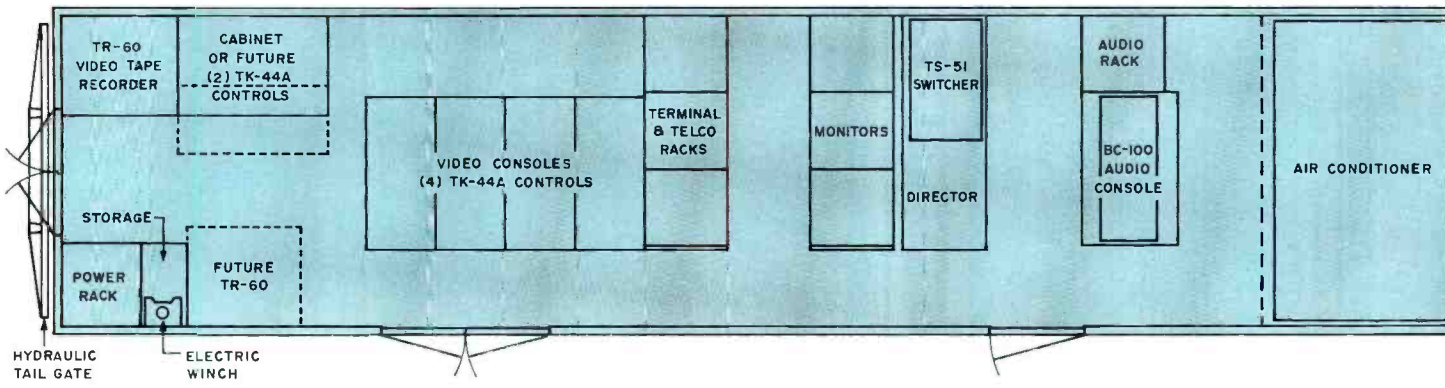 TR-60
VIDEO TAPE
RECORDER
CABINET
OR FUTURE
(2) TK-44A
CONTROLS
TERMINAL
& TELCO
RACKS
MONITORS
TS-51
SWITCHER
DIRECTOR
AUDIO
RACK
BC-100
AUDIO
CONSOLE
AIR CONDITIONER
VIDEO CONSOLES
(4) TK-44A CONTROLS
STORAGE
POWER
RACK
FUTURE
TR-60
HYDRAULIC
TAIL GATE
ELECTRIC
WINCH